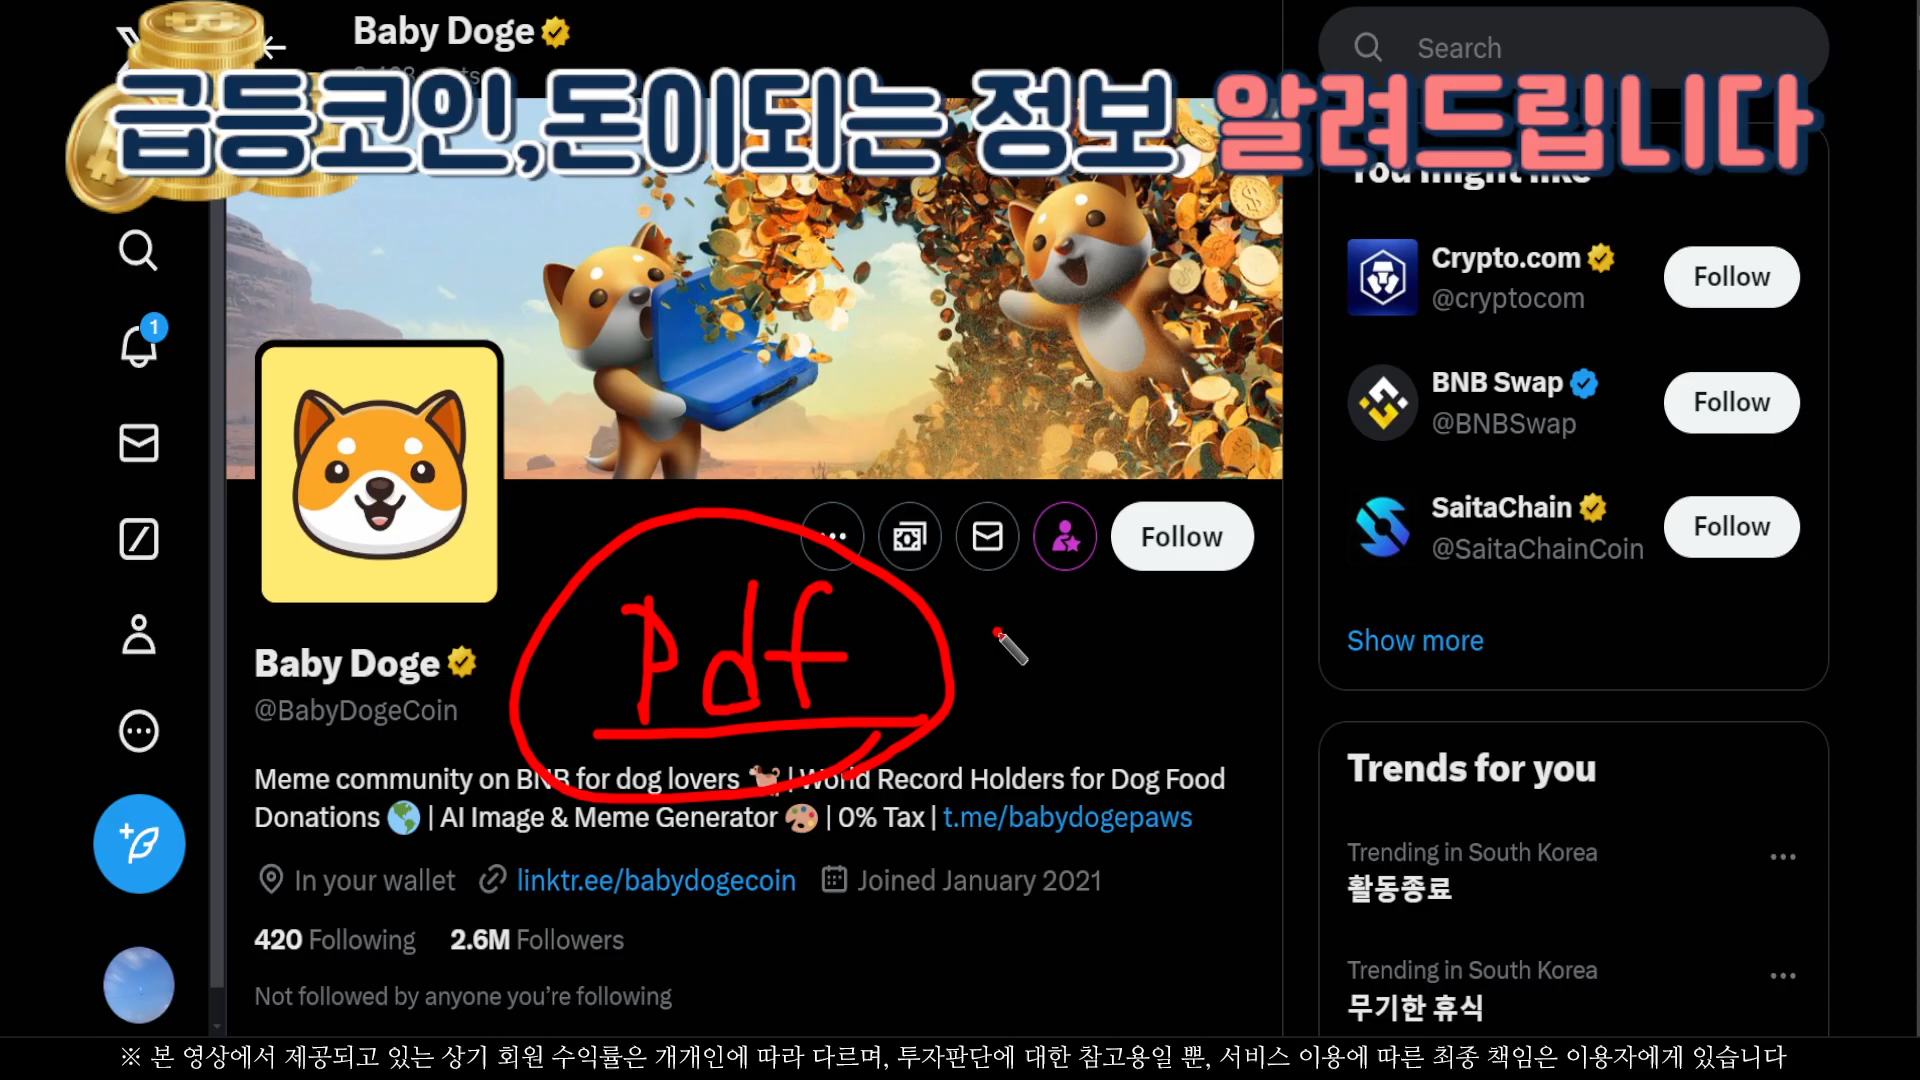 Baby Doge
Search
급등코인,돈이되는 정보 알려드립니다
You might like
Crypto.com
@cryptocom
Follow
BNB Swap
@BNBSwap
Follow
SaitaChain
@SaitaChainCoin
Follow
Show more
1
Follow
Pdf
Baby Doge
@BabyDogeCoin
Meme community on BNB for dog lovers 🐕 | World Record Holders for Dog Food
Donations 🌎 | AI Image & Meme Generator 🎨 | 0% Tax | t.me/babydogepaws
In your wallet linktr.ee/babydogecoin Joined January 2021
420 Following 2.6M Followers
Not followed by anyone you're following
Trends for you
Trending in South Korea
활동종료
Trending in South Korea
무기한 휴식
※ 본 영상에서 제공되고 있는 상기 회원 수익률은 개개인에 따라 다르며, 투자판단에 대한 참고용일 뿐, 서비스 이용에 따른 최종 책임은 이용자에게 있습니다